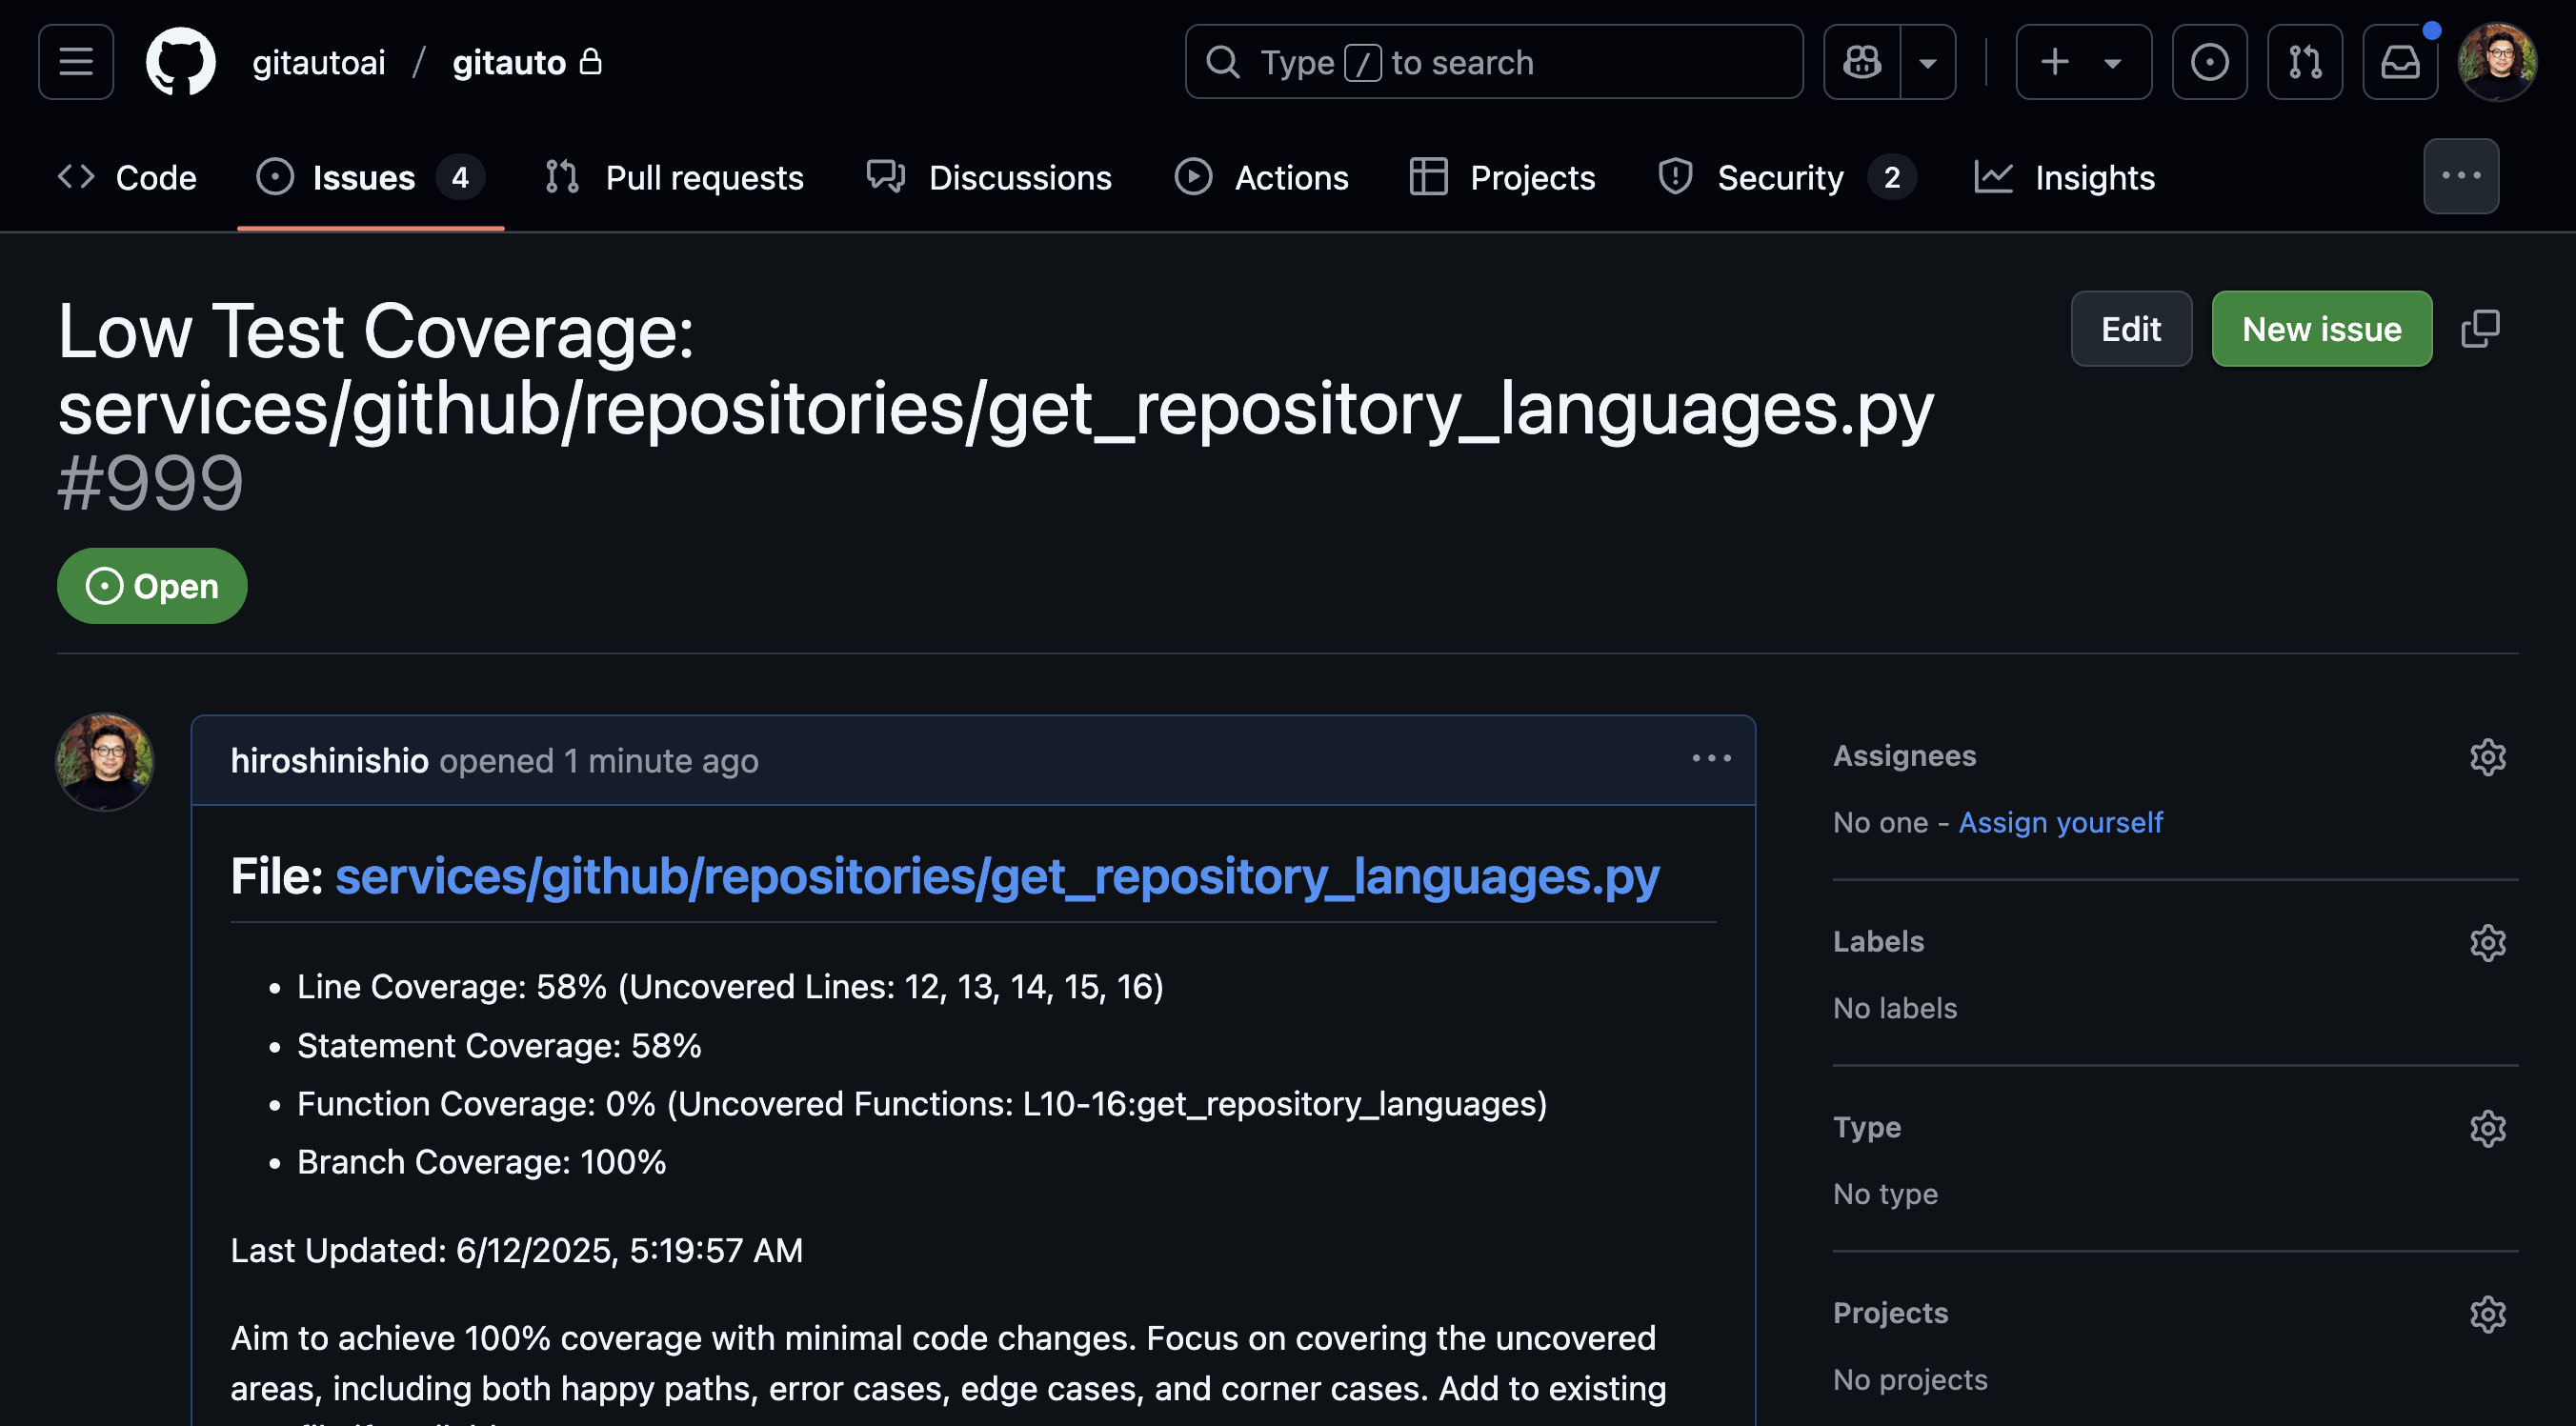 gitautoai / gitauto
Type / to search
Code
Issues 4
Pull requests
Discussions
Actions
Projects
Security 2
Insights
Low Test Coverage:
services/github/repositories/get_repository_languages.py
#999
Edit
New issue
Open
hiroshinishio opened 1 minute ago
File: services/github/repositories/get_repository_languages.py
• Line Coverage: 58% (Uncovered Lines: 12, 13, 14, 15, 16)
• Statement Coverage: 58%
• Function Coverage: 0% (Uncovered Functions: L10-16:get_repository_languages)
• Branch Coverage: 100%
Last Updated: 6/12/2025, 5:19:57 AM
Aim to achieve 100% coverage with minimal code changes. Focus on covering the uncovered
areas, including both happy paths, error cases, edge cases, and corner cases. Add to existing
Assignees
No one - Assign yourself
Labels
No labels
Type
No type
Projects
No projects